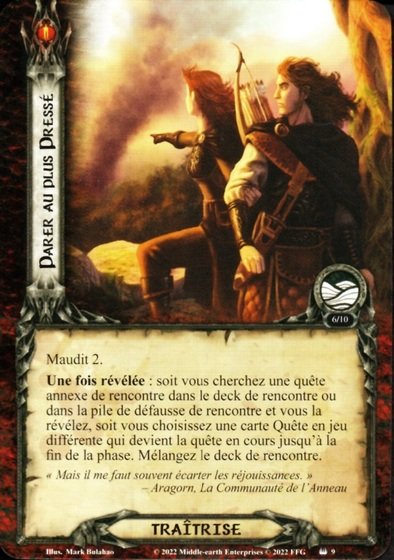 PARER AU PLUS PRESSÉ
6/10
Maudit 2.
Une fois révélée : soit vous cherchez une quête
annexe de rencontre dans le deck de rencontre ou
dans la pile de défausse de rencontre et vous la
révélez, soit vous choisissez une carte Quête en jeu
différente qui devient la quête en cours jusqu'à la
fin de la phase. Mélangez le deck de rencontre.
« Mais il me faut souvent écarter les réjouissances. »
– Aragorn, La Communauté de l'Anneau
TRAÎTRISE
Illus. Mark Bulahao © 2022 Middle-earth Enterprises © 2022 FFG 9